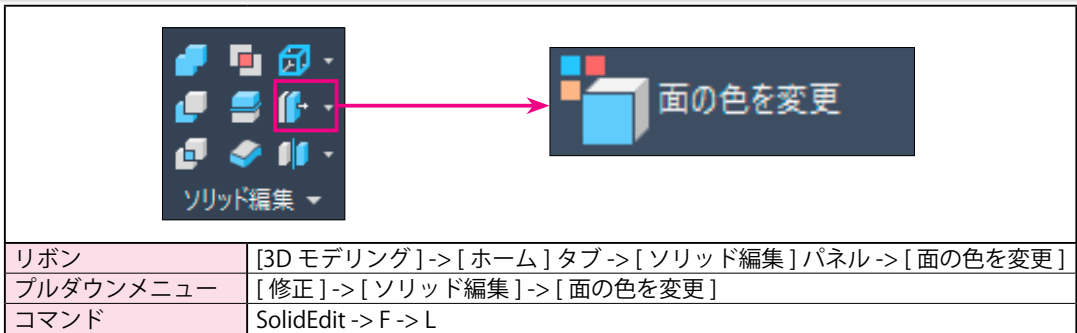 ソリッド編集
面の色を変更
リボン [3D モデリング ] -> [ ホーム ] タブ -> [ ソリッド編集 ] パネル -> [ 面の色を変更 ]
プルダウンメニュー [ 修正 ] -> [ ソリッド編集 ] -> [ 面の色を変更 ]
コマンド SolidEdit -> F -> L